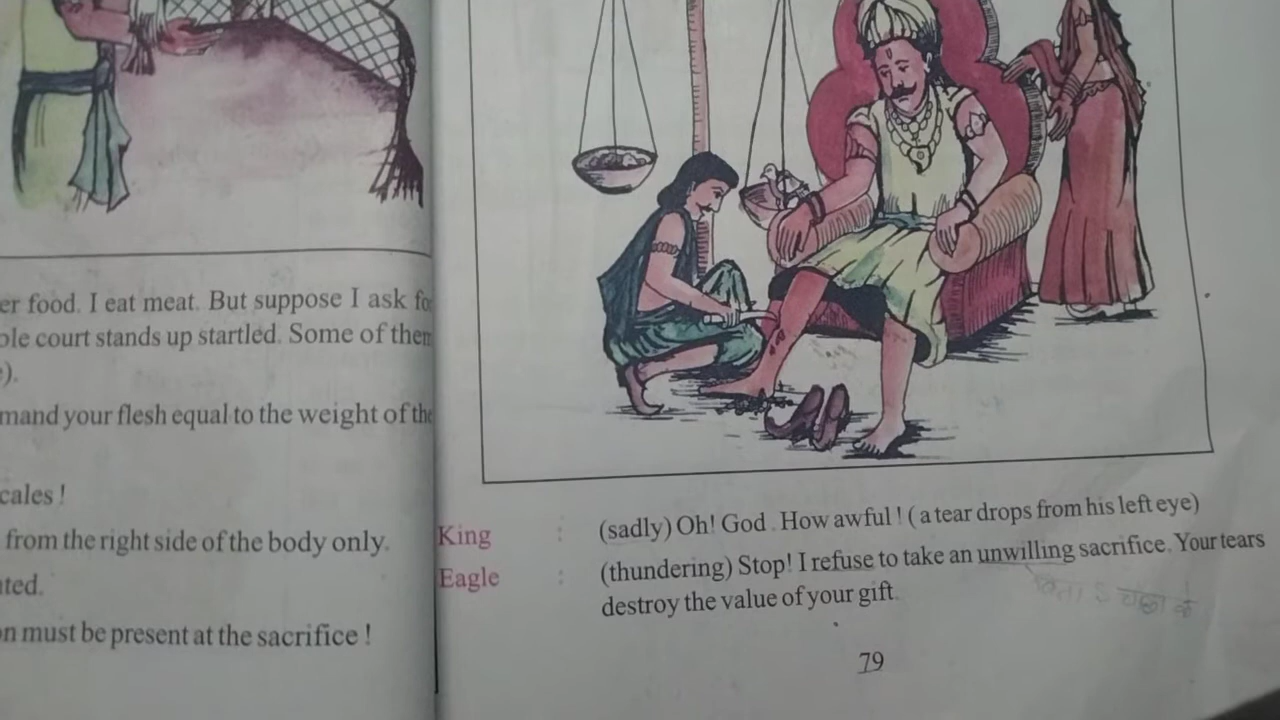 er food. I eat meat. But suppose I ask
ole court stands up startled. Some of them
).
mand your flesh equal to the weight of the
cales !
from the right side of the body only.
ted.
n must be present at the sacrifice !
King : (sadly) Oh! God . How awful ! ( a tear drops from his left eye)
Eagle : (thundering) Stop! I refuse to take an unwilling sacrifice. Your tears
destroy the value of your gift.
79